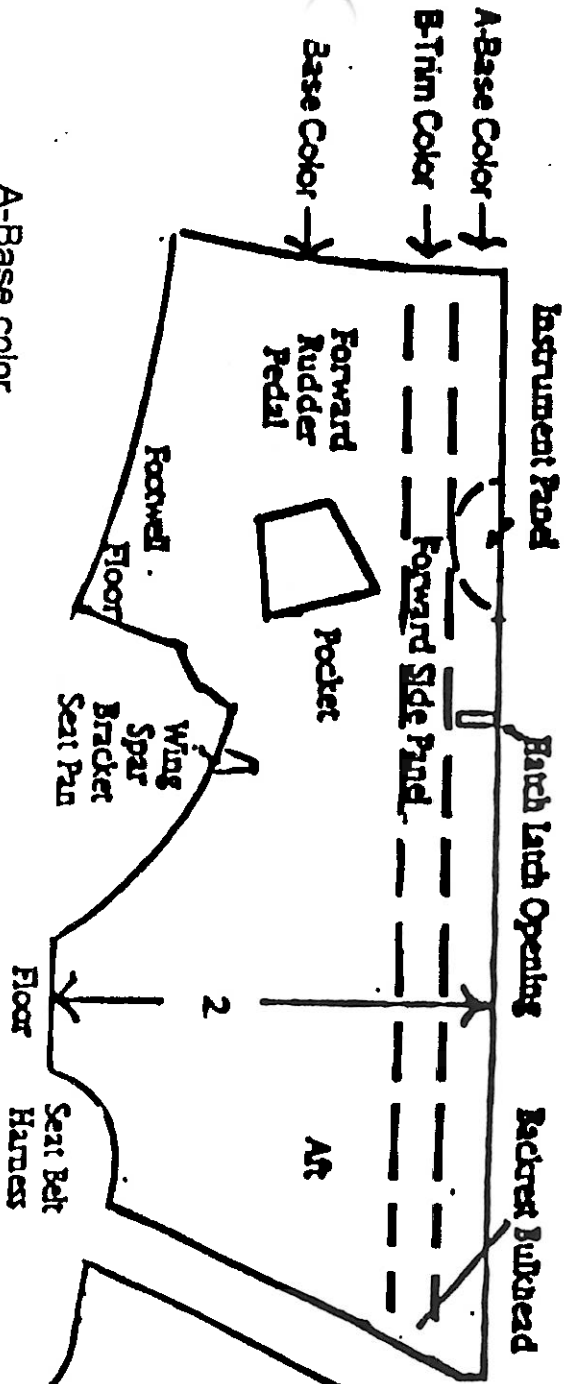 A-Base Color
B-Trim Color
Base Color
A-Base color
Instrument Panel
Hatch Latch Opening
Backrest Bulkhead
Forward Side Panel
Forward
Rudder
Pedal
Pocket
Footwell
Floor
Wing
Spar
Bracket
Seat Pan
2
Aft
Floor
Seat Belt
Harness